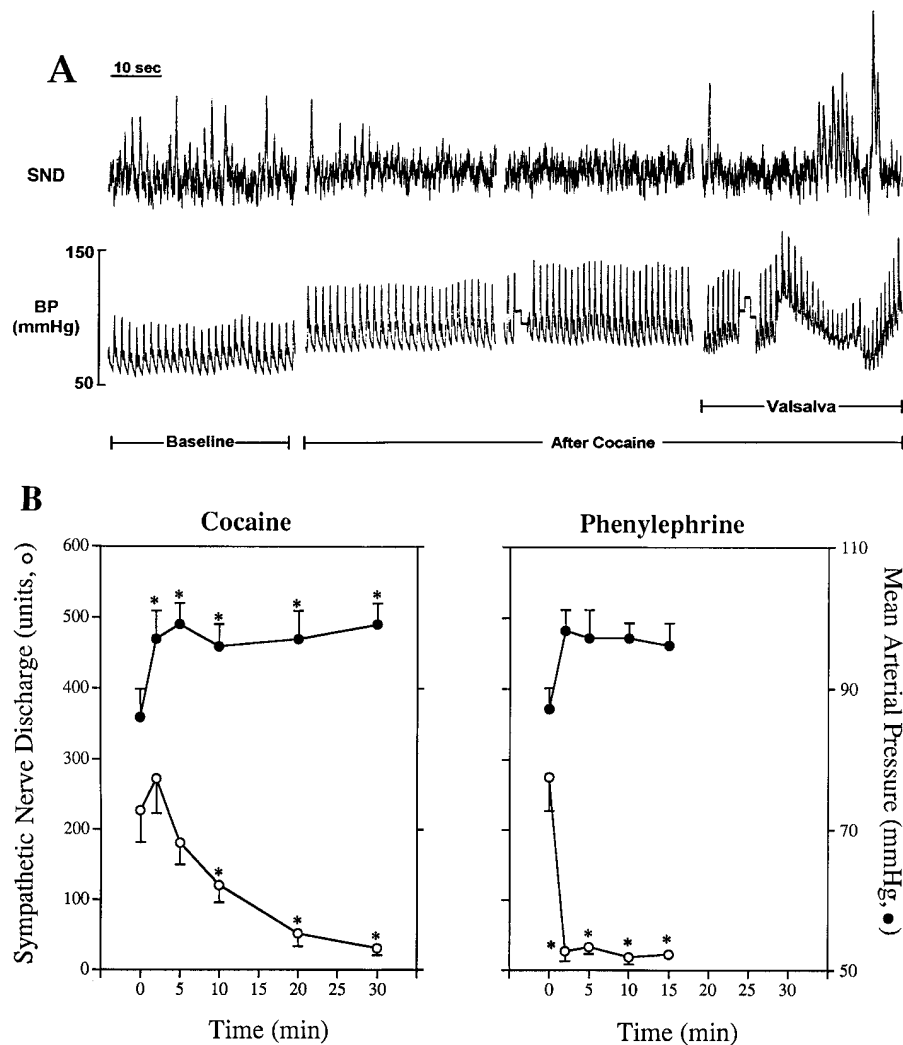 A
10 sec
SND
150
BP
(mmHg)
50
Valsalva
Baseline
After Cocaine
B
Cocaine
Phenylephrine
Sympathetic Nerve Discharge (units, o)
600
500
400
300
200
100
0
* * * * *
* * *
* * * *
110
90
70
50
Mean Arterial Pressure (mmHg, ●)
0 5 10 15 20 25 30
0 5 10 15 20 30 30
Time (min)
Time (min)